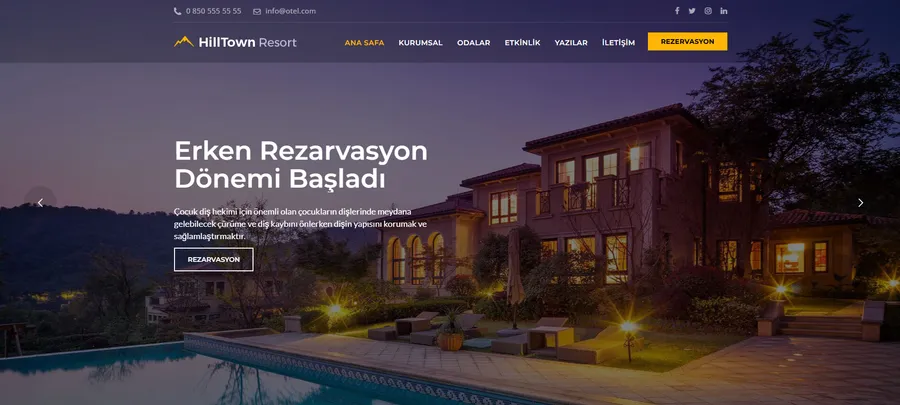 0 850 555 55 55 info@otel.com
HillTown Resort
ANA SAFA KURUMSAL ODALAR ETKİNLİK YAZILAR İLETİŞİM REZERVASYON
Erken Rezarvasyon
Dönemi Başladı
Çocuk diş hekimi için önemli olan çocukların dişlerinde meydana
gelebilecek çürüme ve diş kaybını önlerken dişin yapısını korumak ve
sağlamlaştırmaktır.
REZARVASYON